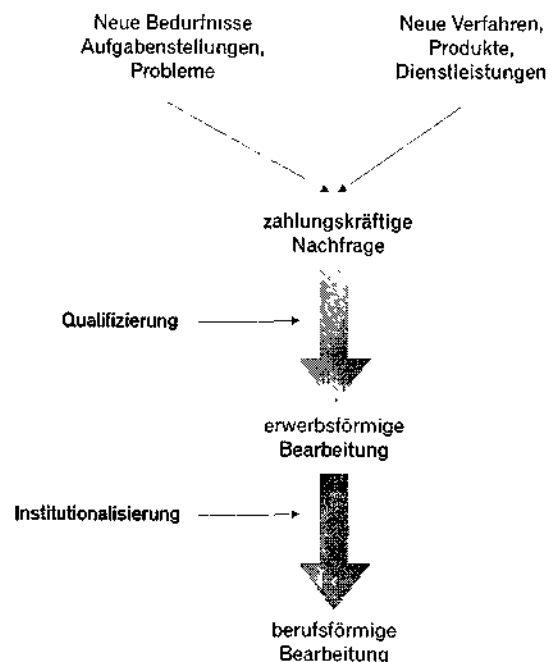 Neue Bedurfnisse
Aufgabenstellungen,
Probleme
Neue Verfahren,
Produkte,
Dienstleistungen
zahlungskräftige
Nachfrage
Qualifizierung
erwerbsförmige
Bearbeitung
Institutionalisierung
berufsförmige
Bearbeitung